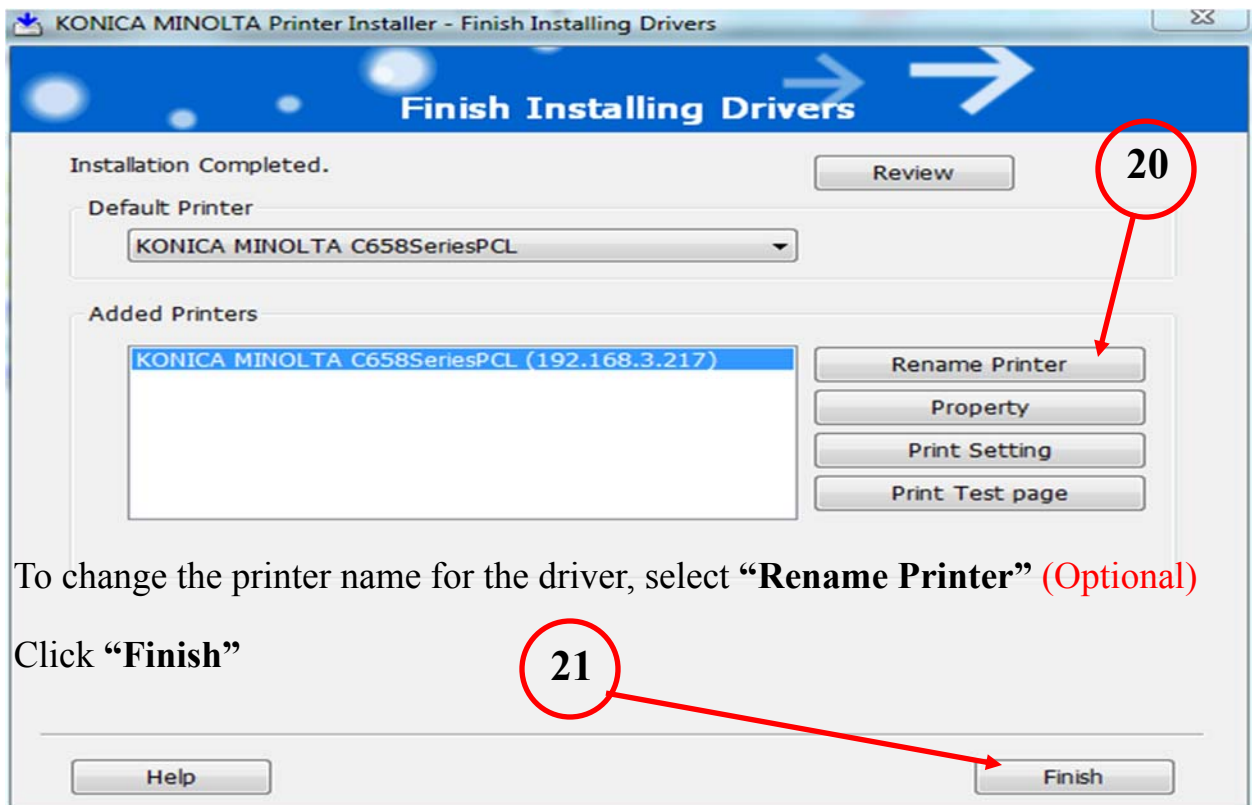 KONICA MINOLTA Printer Installer - Finish Installing Drivers
Finish Installing Drivers
Installation Completed.
Review
20
Default Printer
KONICA MINOLTA C658SeriesPCL
Added Printers
KONICA MINOLTA C658SeriesPCL (192.168.3.217)
Rename Printer
Property
Print Setting
Print Test page
To change the printer name for the driver, select “Rename Printer” (Optional)
Click “Finish”
21
Help
Finish